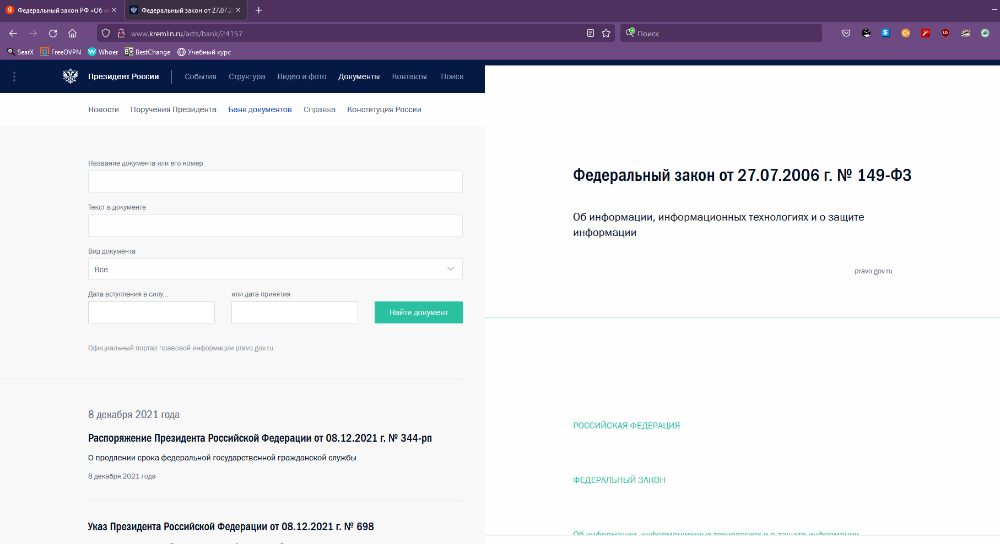 Федеральный закон РФ «Об ин
Федеральный закон от 27.07.20
www.kremlin.ru/acts/bank/24157
Поиск
SearX
FreeOVPN
Whoer
BestChange
Учебный курс
Президент России
События
Структура
Видео и фото
Документы
Контакты
Поиск
Новости
Поручения Президента
Банк документов
Справка
Конституция России
Название документа или его номер
Текст в документе
Вид документа
Все
Дата вступления в силу...
или дата принятия
Найти документ
Официальный портал правовой информации pravo.gov.ru
8 декабря 2021 года
Распоряжение Президента Российской Федерации от 08.12.2021 г. № 344-рп
О продлении срока федеральной государственной гражданской службы
8 декабря 2021 года
Указ Президента Российской Федерации от 08.12.2021 г. № 698
Федеральный закон от 27.07.2006 г. № 149-ФЗ
Об информации, информационных технологиях и о защите
информации
pravo.gov.ru
РОССИЙСКАЯ ФЕДЕРАЦИЯ
ФЕДЕРАЛЬНЫЙ ЗАКОН
Об информации, информационных технологиях и о защите информации